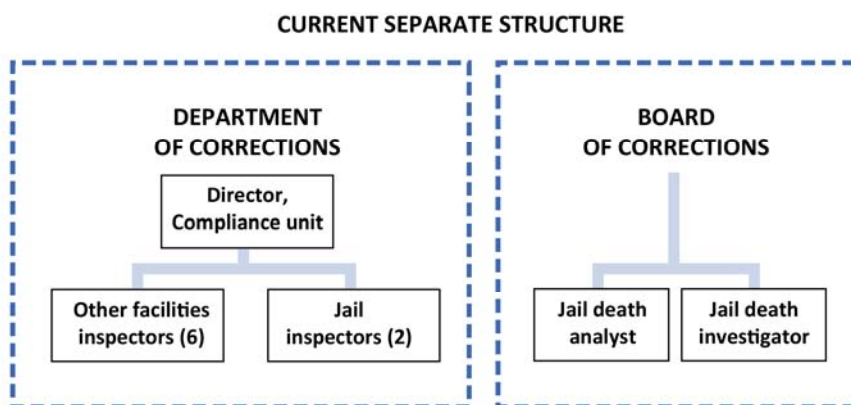 CURRENT SEPARATE STRUCTURE
DEPARTMENT
OF CORRECTIONS
Director,
Compliance unit
Other facilities
inspectors (6)
Jail
inspectors (2)
BOARD
OF CORRECTIONS
Jail death
analyst
Jail death
investigator